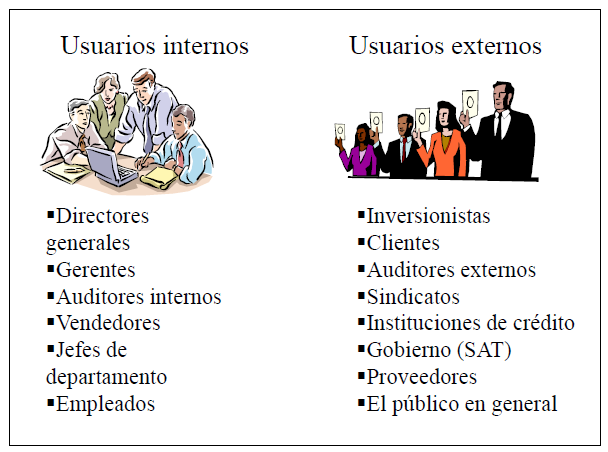 Usuarios internos
▪Directores
generales
▪Gerentes
▪Auditores internos
▪Vendedores
▪Jefes de
departamento
▪Empleados
Usuarios externos
▪Inversionistas
▪Clientes
▪Auditores externos
▪Sindicatos
▪Instituciones de crédito
▪Gobierno (SAT)
▪Proveedores
▪El público en general